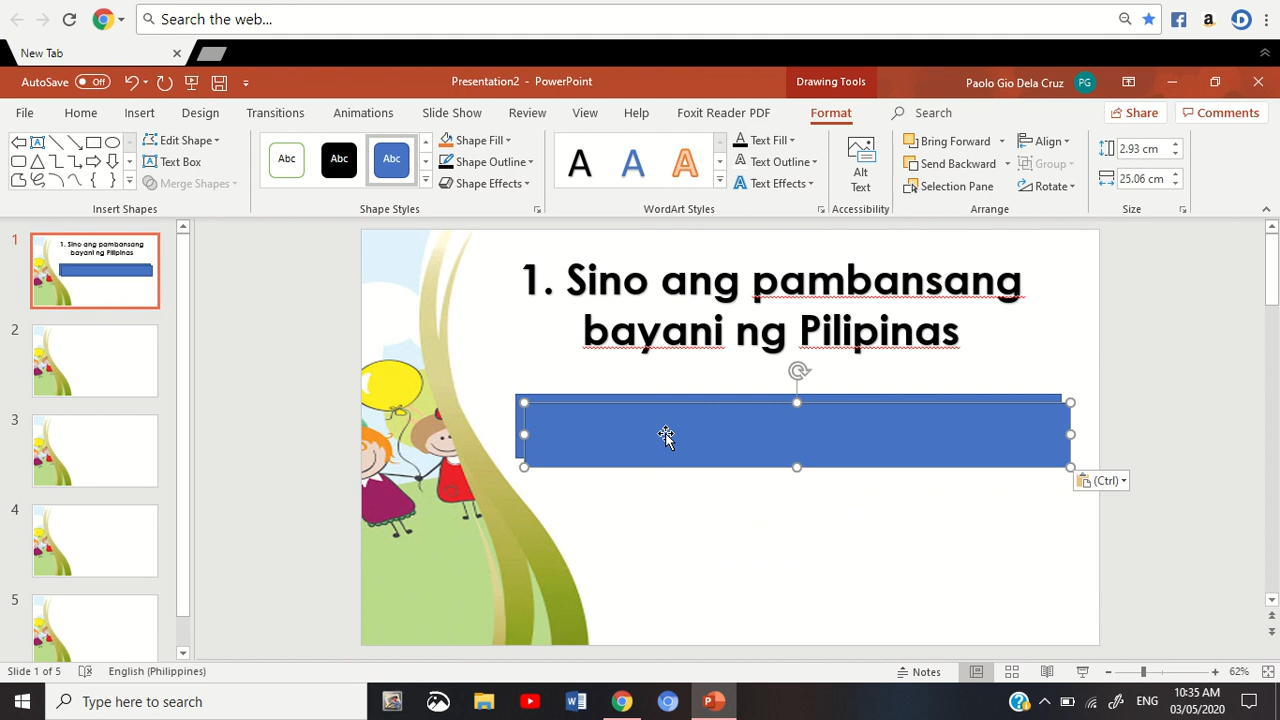 Search the web...
New Tab
AutoSave Off
Presentation2 - PowerPoint
Drawing Tools
Paolo Gio Dela Cruz PG
File Home Insert Design Transitions Animations Slide Show Review View Help Foxit Reader PDF Format Search Share Comments
Edit Shape
Text Box
Merge Shapes
Insert Shapes
Abc Abc Abc
Shape Fill
Shape Outline
Shape Effects
Shape Styles
A A A
Text Fill
Text Outline
Text Effects
WordArt Styles
Alt
Text
Accessibility
Bring Forward
Send Backward
Selection Pane
Align
Group
Rotate
Arrange
2.93 cm
25.06 cm
Size
1
1. Sino ang pambansang
bayani ng Pilipinas
2
3
4
5
1. Sino ang pambansang
bayani ng Pilipinas
(Ctrl)
Slide 1 of 5 English (Philippines) Notes 62%
Type here to search
ENG
10:35 AM
03/05/2020